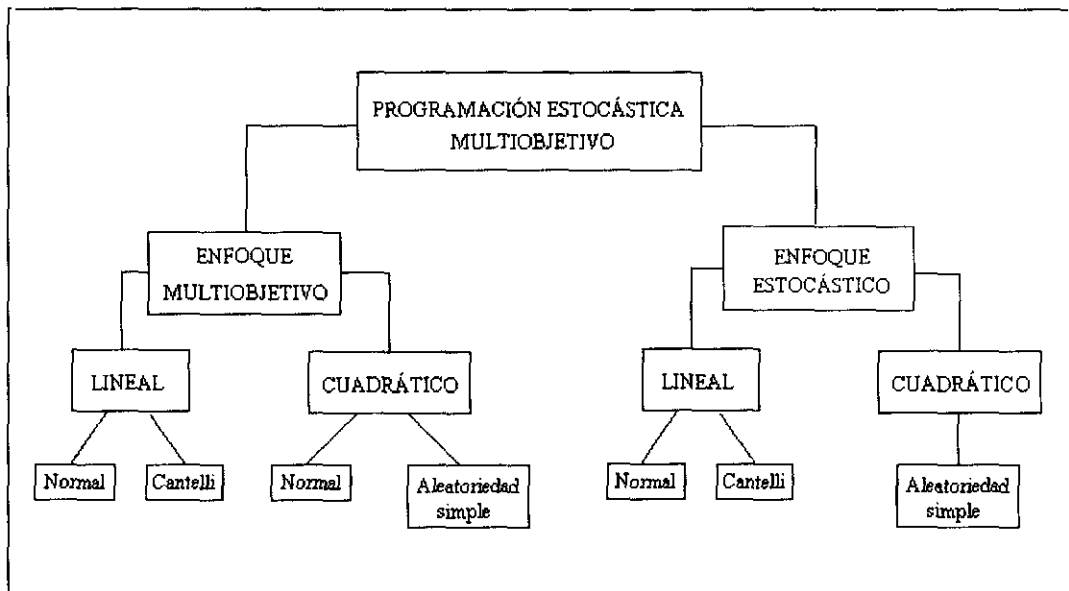 PROGRAMACIÓN ESTOCÁSTICA
MULTIOBJETIVO
ENFOQUE
MULTIOBJETIVO
ENFOQUE
ESTOCÁSTICO
LINEAL
CUADRÁTICO
LINEAL
CUADRÁTICO
Normal
Cantelli
Normal
Aleatoriedad
simple
Normal
Cantelli
Aleatoriedad
simple